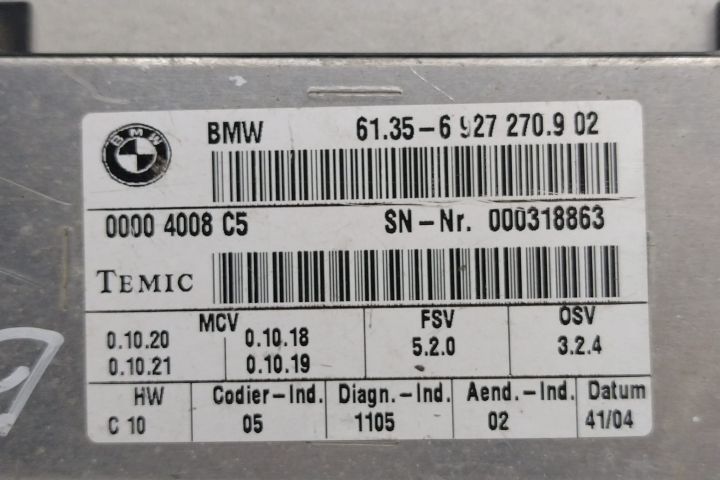 BMW
BMW 61.35-6 927 270.9 02
0000 4008 C5 SN-Nr. 000318863
TEMIC
MCV FSV OSV
0.10.20 0.10.18 5.2.0 3.2.4
0.10.21 0.10.19
HW Codier-Ind. Diagn.-Ind. Aend.-Ind. Datum
C 10 05 1105 02 41/04